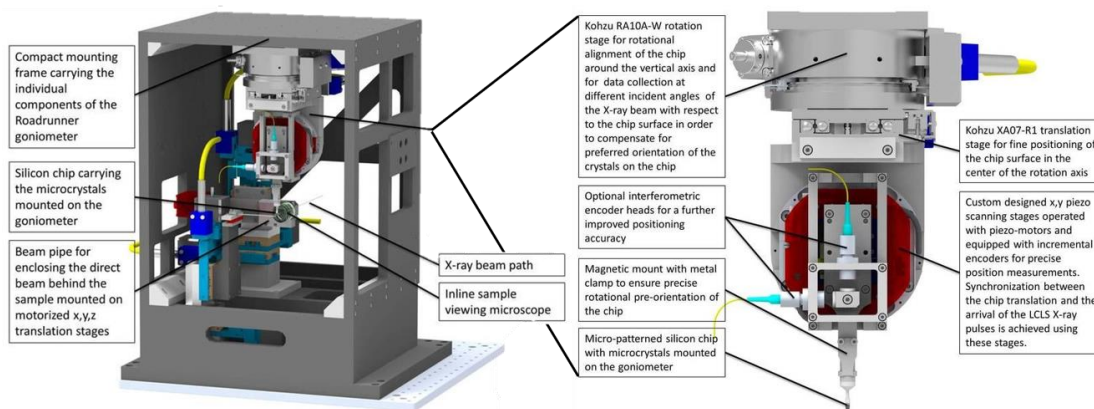 Compact mounting
frame carrying the
individual
components of the
Roadrunner
goniometer
Silicon chip carrying
the microcrystals
mounted on the
goniometer
Beam pipe for
enclosing the direct
beam behind the
sample mounted on
motorized x,y,z
translation stages
X-ray beam path
Inline sample
viewing microscope
Kohzu RA10A-W rotation
stage for rotational
alignment of the chip
around the vertical axis and
for data collection at
different incident angles of
the X-ray beam with respect
to the chip surface in order
to compensate for
preferred orientation of the
crystals on the chip
Optional interferometric
encoder heads for a further
improved positioning
accuracy
Magnetic mount with metal
clamp to ensure precise
rotational pre-orientation of
the chip
Micro-patterned silicon chip
with microcrystals mounted
on the goniometer
Kohzu XA07-R1 translation
stage for fine positioning of
the chip surface in the
center of the rotation axis
Custom designed x,y piezo
scanning stages operated
with piezo-motors and
equipped with incremental
encoders for precise
position measurements.
Synchronization between
the chip translation and the
arrival of the LCLS X-ray
pulses is achieved using
these stages.